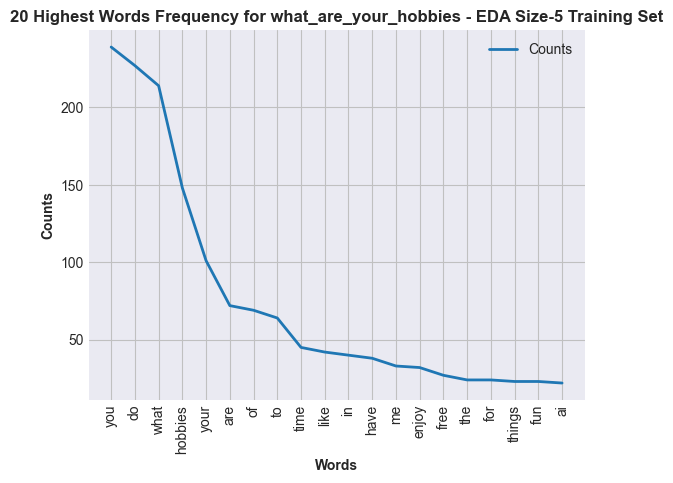 20 Highest Words Frequency for what_are_your_hobbies - EDA Size-5 Training Set
Counts
200
150
100
50
Counts
you
do
what
hobbies
your
are
of
to
time
like
in
have
me
enjoy
free
the
for
things
fun
ai
Words